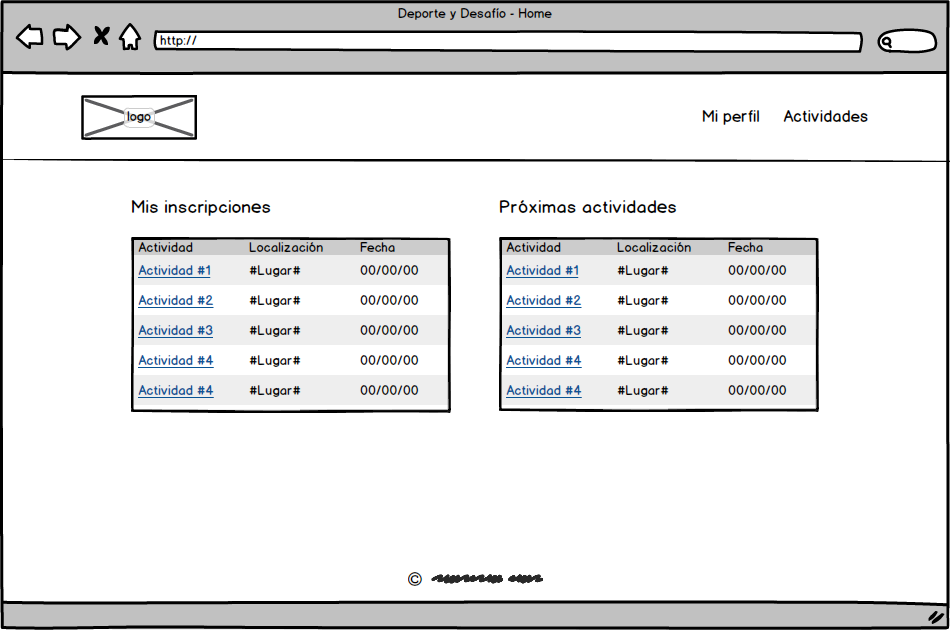 Deporte y Desafío - Home
http://
logo
Mi perfil Actividades
Mis inscripciones
Actividad Localización Fecha
Actividad #1 #Lugar# 00/00/00
Actividad #2 #Lugar# 00/00/00
Actividad #3 #Lugar# 00/00/00
Actividad #4 #Lugar# 00/00/00
Actividad #4 #Lugar# 00/00/00
Próximas actividades
Actividad Localización Fecha
Actividad #1 #Lugar# 00/00/00
Actividad #2 #Lugar# 00/00/00
Actividad #3 #Lugar# 00/00/00
Actividad #4 #Lugar# 00/00/00
Actividad #4 #Lugar# 00/00/00
©